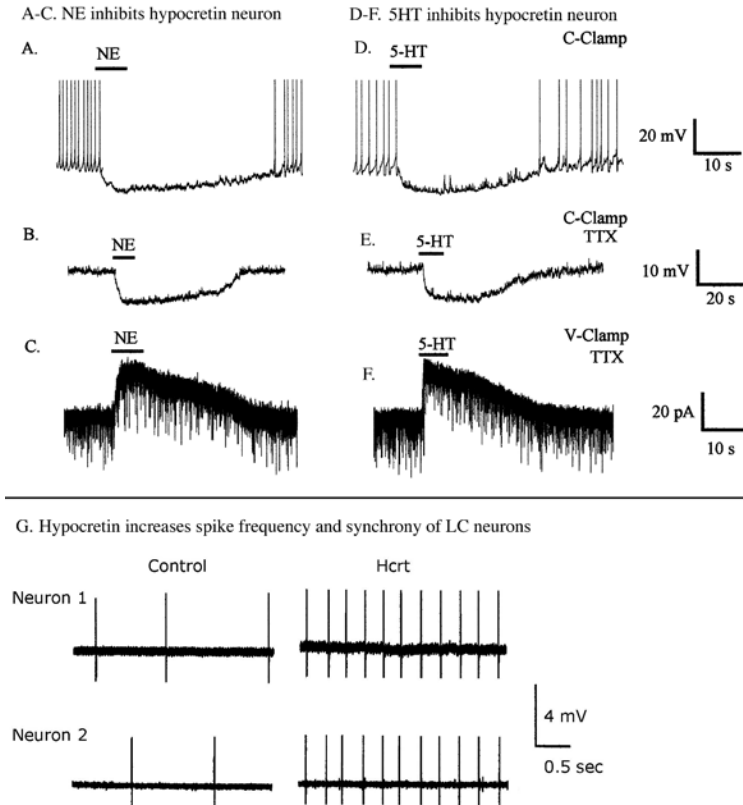 A-C. NE inhibits hypocretin neuron
D-F. 5HT inhibits hypocretin neuron
A.
NE
D.
5-HT
C-Clamp
20 mV
10 s
B.
NE
E.
5-HT
C-Clamp
TTX
10 mV
20 s
C.
NE
F.
5-HT
V-Clamp
TTX
20 pA
10 s
G. Hypocretin increases spike frequency and synchrony of LC neurons
Control
Hcrt
Neuron 1
Neuron 2
4 mV
0.5 sec